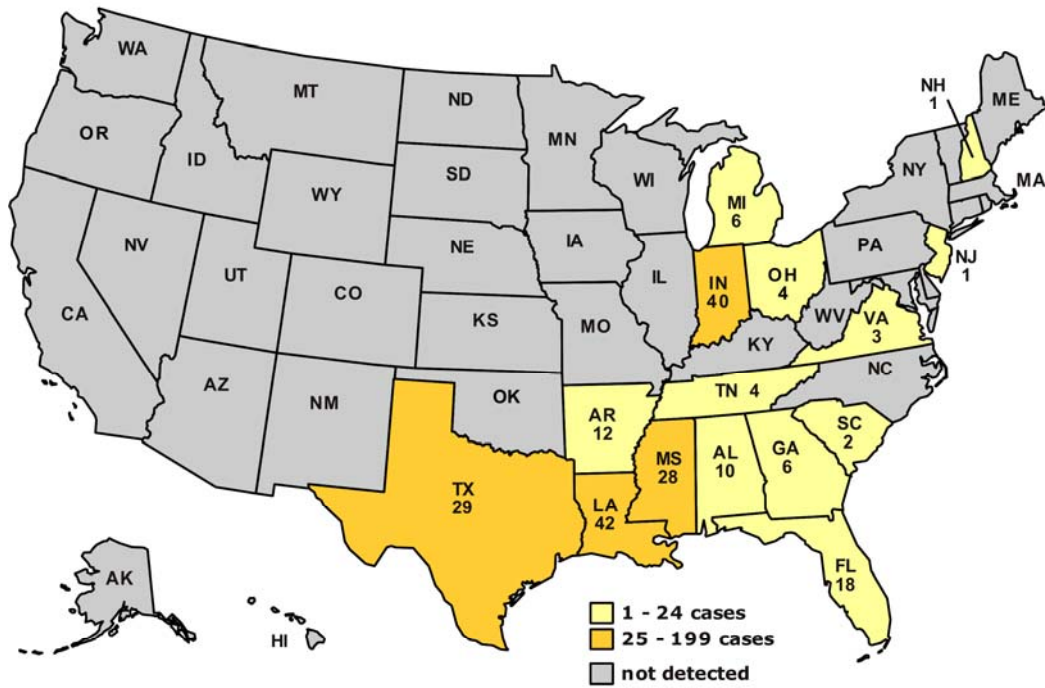 WA
MT
ND
MN
NH
1
ME
OR
ID
SD
WI
NY
MA
WY
MI
6
NV
NE
IA
PA
NJ
1
UT
CO
IL
IN
40
OH
4
CA
KS
MO
WV
VA
3
KY
AZ
NM
OK
TN 4
NC
AR
12
SC
2
TX
29
MS
28
AL
10
GA
6
LA
42
FL
18
AK
HI
1 - 24 cases
25 - 199 cases
not detected